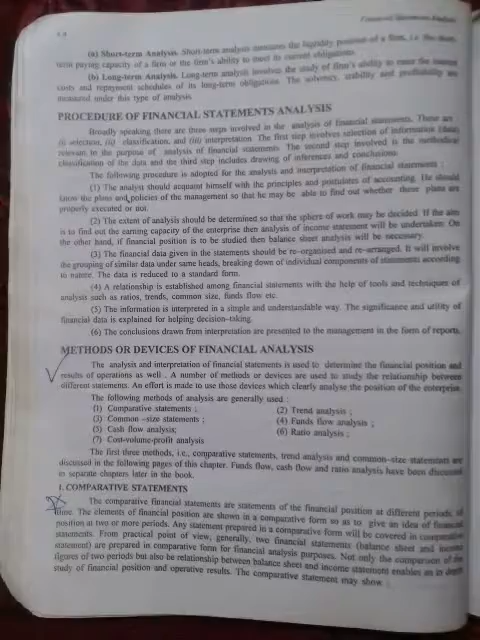 Financial Statements Analysis
(a) Short-term Analysis. Short-term analysis measures the liquidity position of a firm, i.e. the short-
term paying capacity of a firm or the firm's ability to meet its current obligations.
(b) Long-term Analysis. Long-term analysis involves the study of firm's ability to meet the interest
costs and repayment schedules of its long-term obligations. The solvency, stability and profitability are
measured under this type of analysis.
PROCEDURE OF FINANCIAL STATEMENTS ANALYSIS
Broadly speaking there are three steps involved in the analysis of financial statements. These are
(i) selection, (ii) classification, and (iii) interpretation. The first step involves selection of information (data)
relevant to the purpose of analysis of financial statements. The second step involved is the methodical
classification of the data and the third step includes drawing of inferences and conclusions.
The following procedure is adopted for the analysis and interpretation of financial statements :
(1) The analyst should acquaint himself with the principles and postulates of accounting. He should
know the plans and policies of the management so that he may be able to find out whether these plans are
properly executed or not.
(2) The extent of analysis should be determined so that the sphere of work may be decided. If the aim
is to find out the earning capacity of the enterprise then analysis of income statement will be undertaken. On
the other hand, if financial position is to be studied then balance sheet analysis will be necessary.
(3) The financial data given in the statements should be re-organised and re-arranged. It will involve
the grouping of similar data under same heads, breaking down of individual components of statements according
to nature. The data is reduced to a standard form.
(4) A relationship is established among financial statements with the help of tools and techniques of
analysis such as ratios, trends, common size, funds flow etc.
(5) The information is interpreted in a simple and understandable way. The significance and utility of
financial data is explained for helping decision-taking.
(6) The conclusions drawn from interpretation are presented to the management in the form of reports.
METHODS OR DEVICES OF FINANCIAL ANALYSIS
The analysis and interpretation of financial statements is used to determine the financial position and
results of operations as well. A number of methods or devices are used to study the relationship between
different statements. An effort is made to use those devices which clearly analyse the position of the enterprise.
The following methods of analysis are generally used :
(1) Comparative statements ; (2) Trend analysis ;
(3) Common-size statements ; (4) Funds flow analysis ;
(5) Cash flow analysis; (6) Ratio analysis ;
(7) Cost-volume-profit analysis
The first three methods, i.e., comparative statements, trend analysis and common-size statements are
discussed in the following pages of this chapter. Funds flow, cash flow and ratio analysis have been discussed
in separate chapters later in the book.
1. COMPARATIVE STATEMENTS
The comparative financial statements are statements of the financial position at different periods of
time. The elements of financial position are shown in a comparative form so as to give an idea of financial
position at two or more periods. Any statement prepared in a comparative form will be covered in comparative
statements. From practical point of view, generally, two financial statements (balance sheet and income
statement) are prepared in comparative form for financial analysis purposes. Not only the comparison of the
figures of two periods but also be relationship between balance sheet and income statement enables an in depth
study of financial position and operative results. The comparative statement may show :